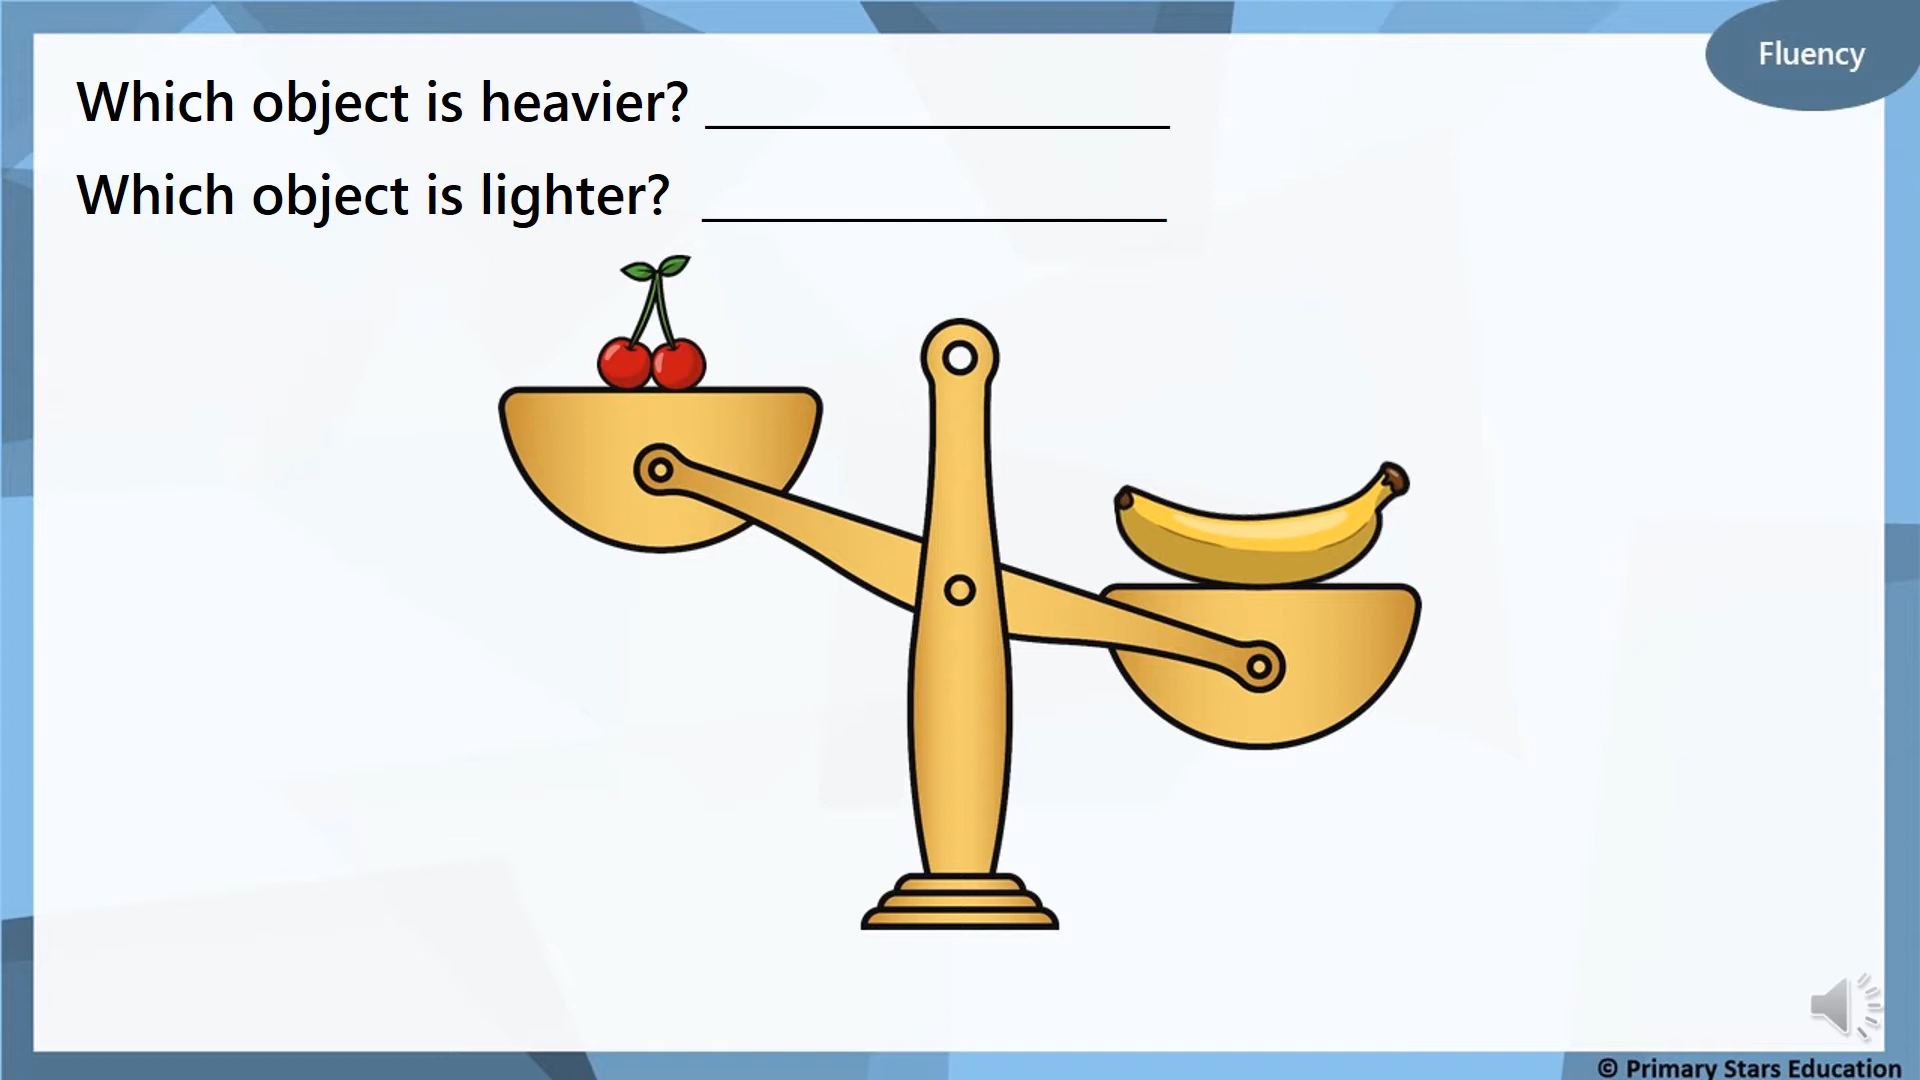 Fluency
Which object is heavier? ________________
Which object is lighter? ________________
© Primary Stars Education